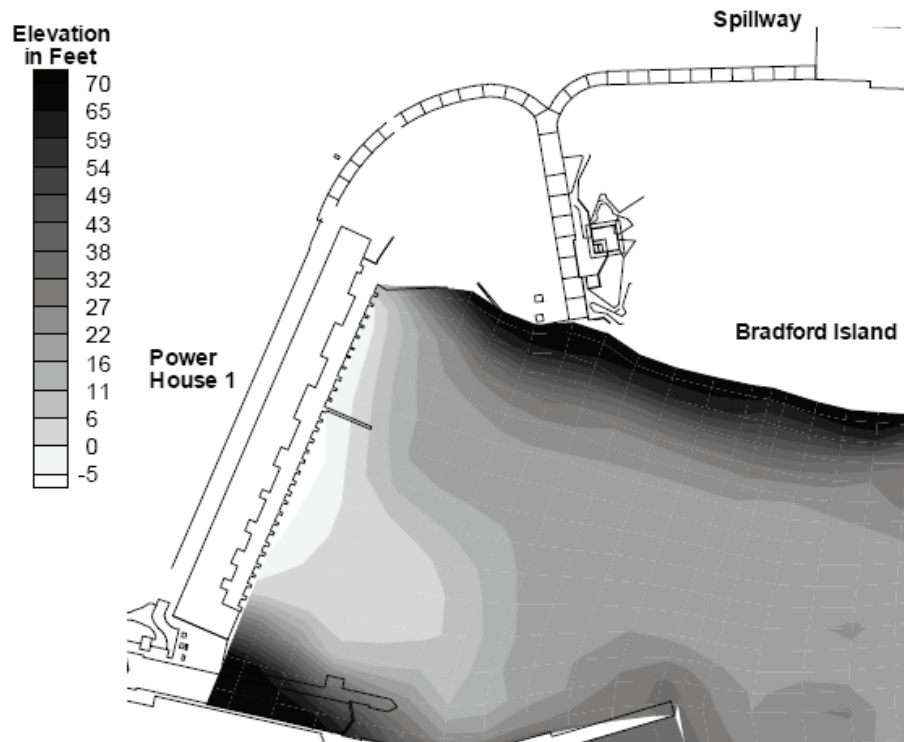 Spillway
Elevation
in Feet
70
65
59
54
49
43
38
32
27
22
16
11
6
0
-5
Bradford Island
Power
House 1